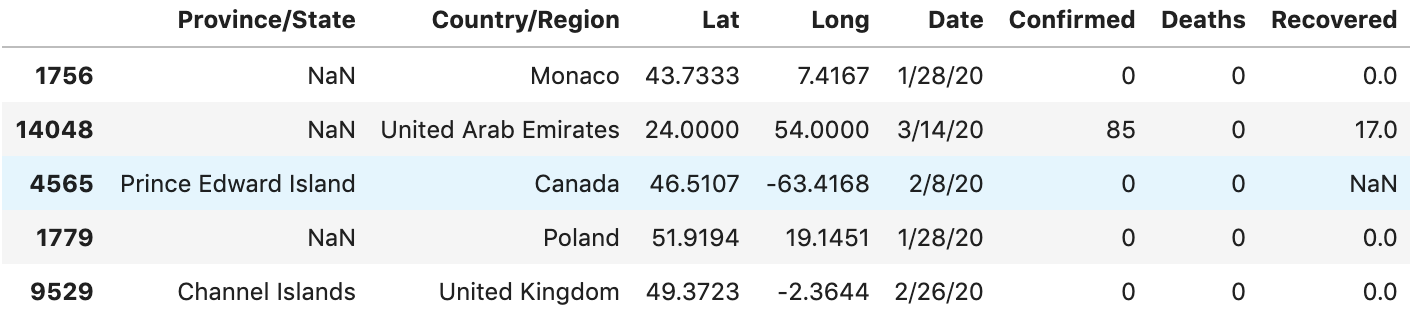 Province/State Country/Region Lat Long Date Confirmed Deaths Recovered
1756 NaN Monaco 43.7333 7.4167 1/28/20 0 0 0.0
14048 NaN United Arab Emirates 24.0000 54.0000 3/14/20 85 0 17.0
4565 Prince Edward Island Canada 46.5107 -63.4168 2/8/20 0 0 NaN
1779 NaN Poland 51.9194 19.1451 1/28/20 0 0 0.0
9529 Channel Islands United Kingdom 49.3723 -2.3644 2/26/20 0 0 0.0